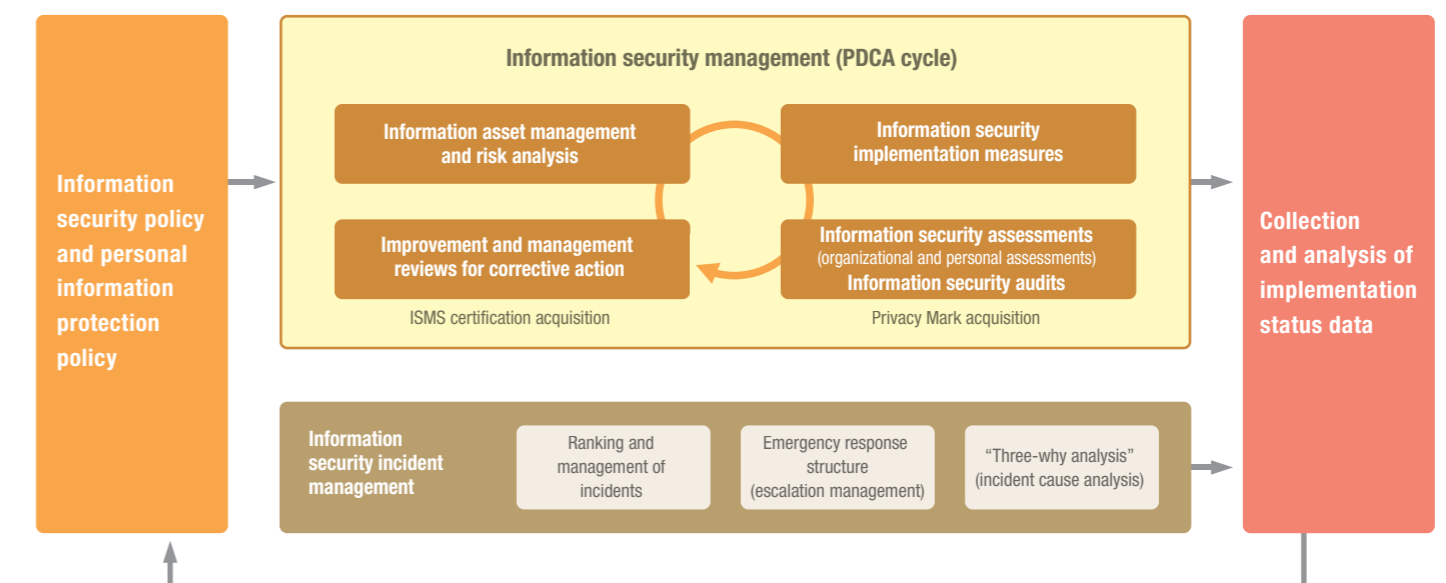 Information
security policy
and personal
information
protection
policy
Information security management (PDCA cycle)
Information asset management
and risk analysis
Information security
implementation measures
Improvement and management
reviews for corrective action
Information security assessments
(organizational and personal assessments)
Information security audits
ISMS certification acquisition
Privacy Mark acquisition
Information
security incident
management
Ranking and
management of
incidents
Emergency response
structure
(escalation management)
“Three-why analysis”
(incident cause analysis)
Collection
and analysis of
implementation
status data